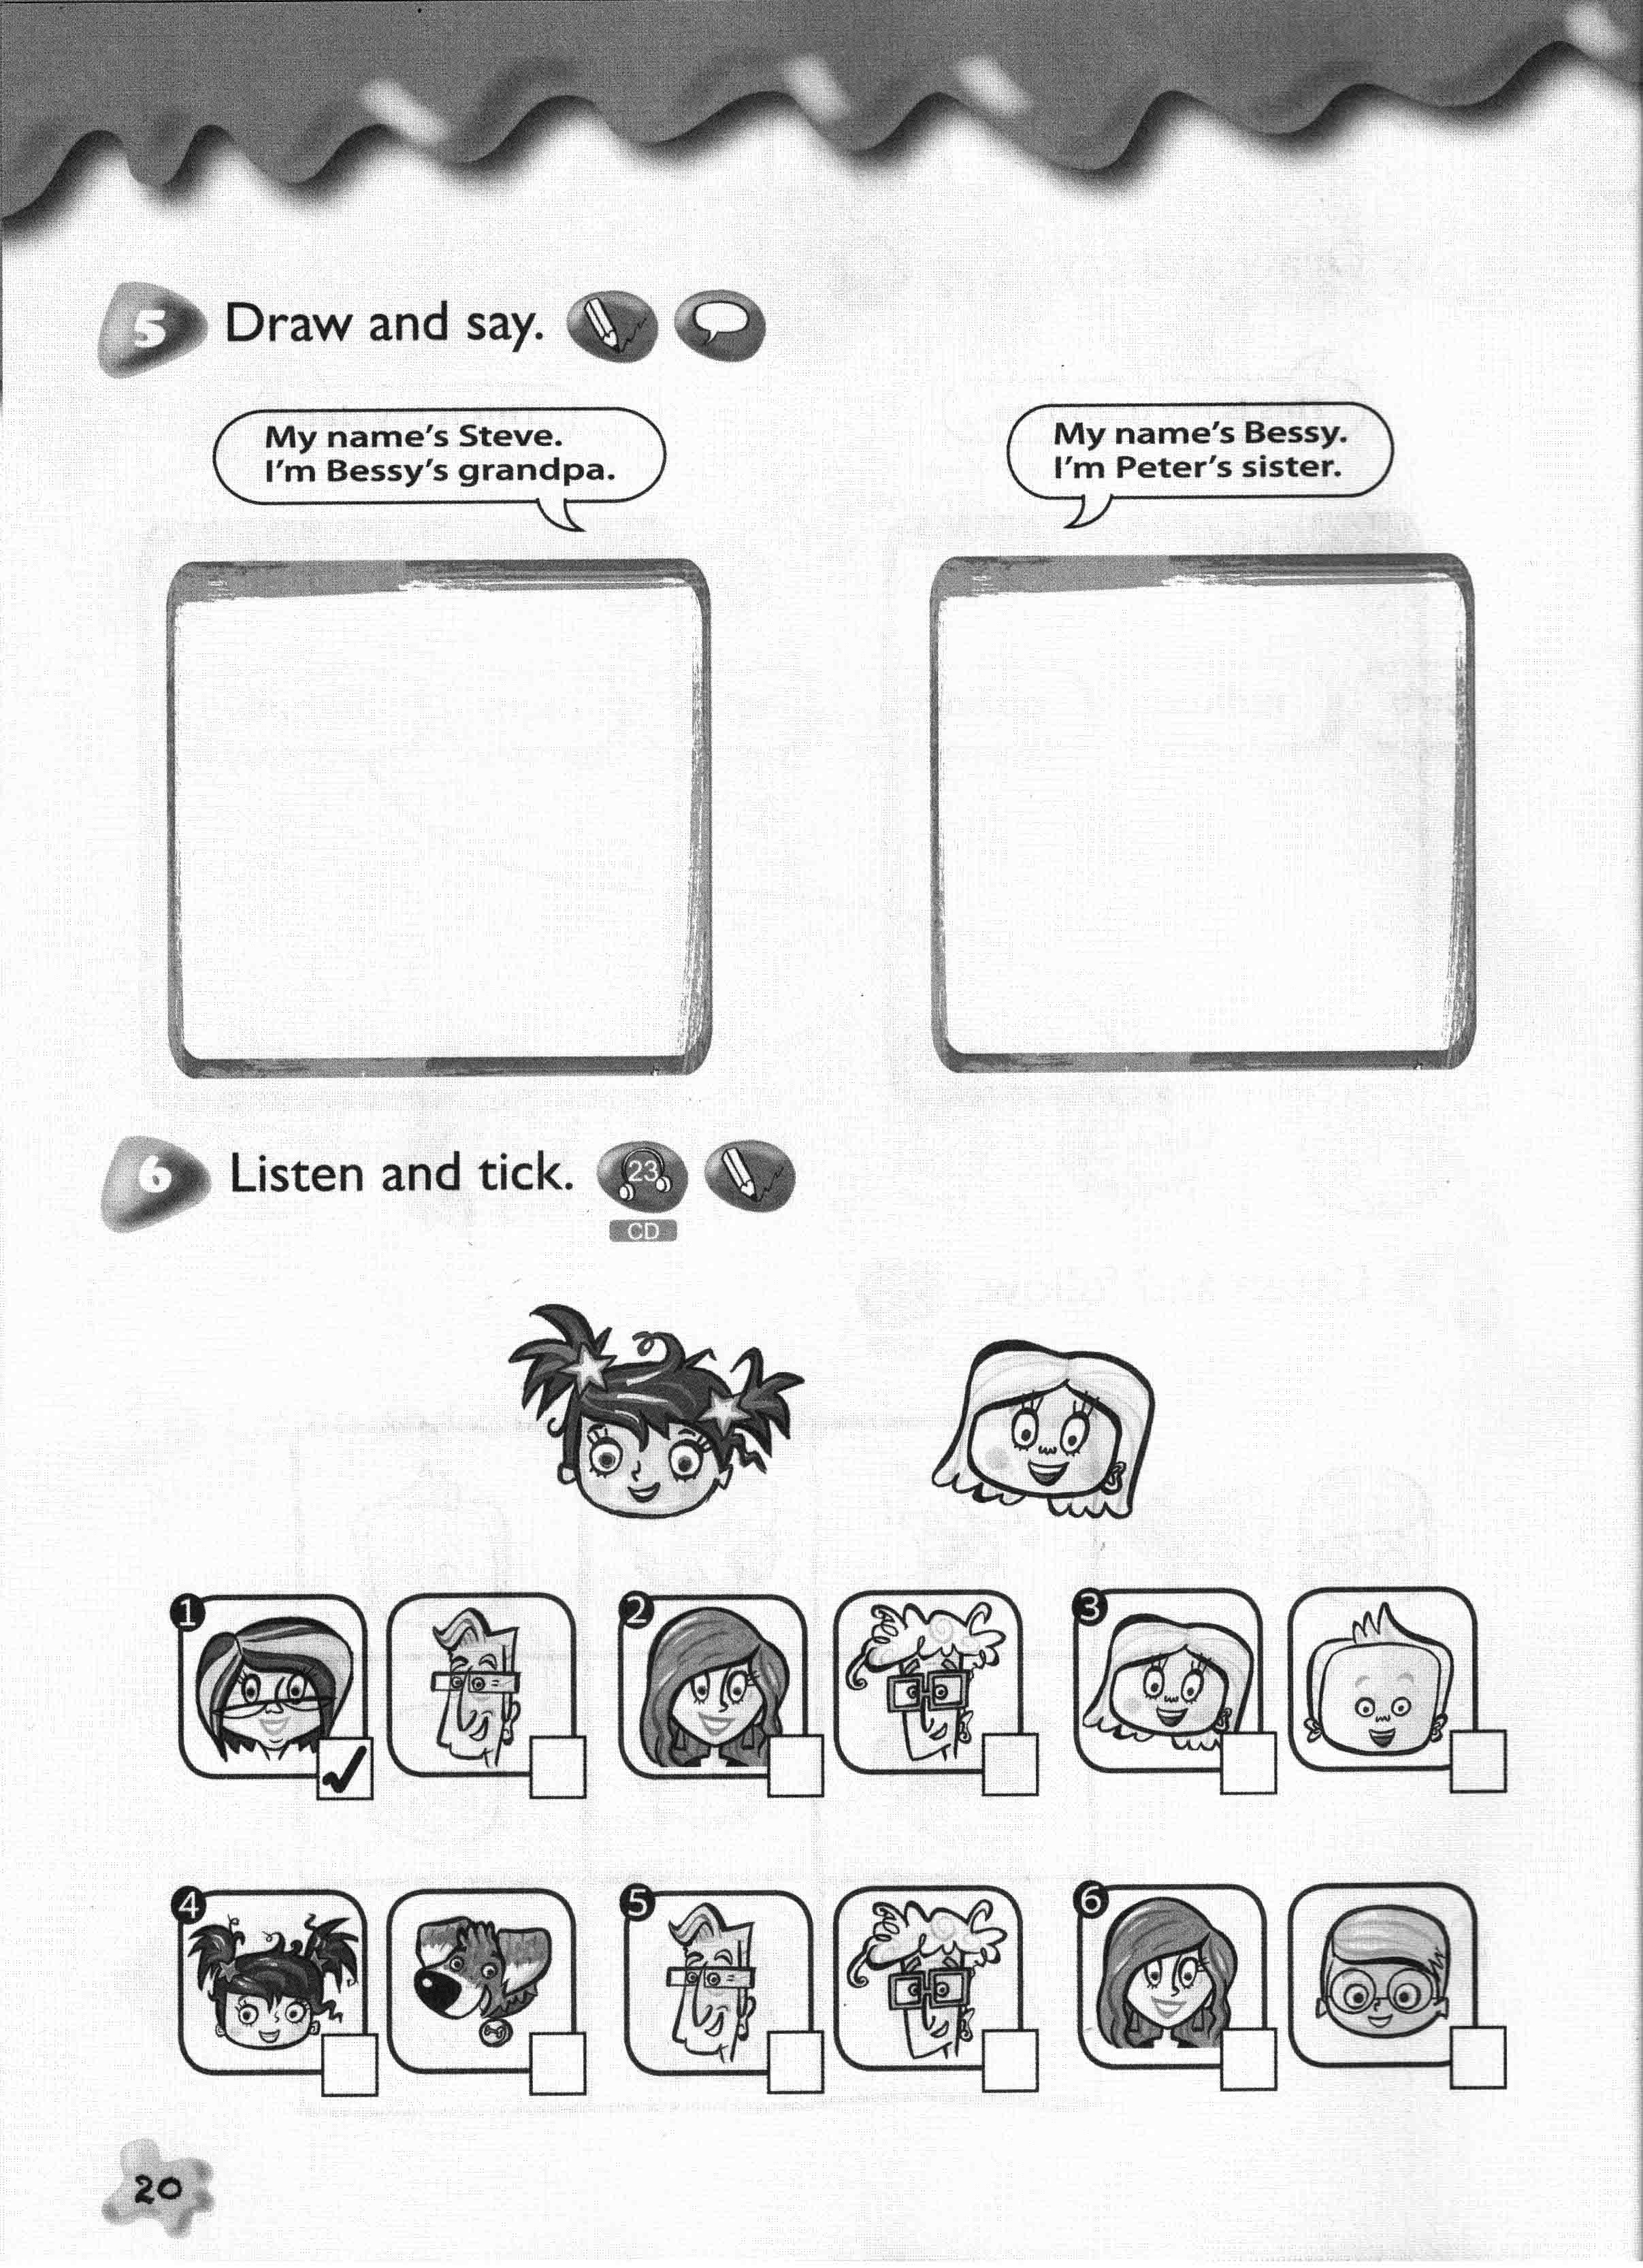 5 Draw and say.
My name's Steve.
I'm Bessy's grandpa.
My name's Bessy.
I'm Peter's sister.
6 Listen and tick. 23
CD
1
2
3
4
5
6
20